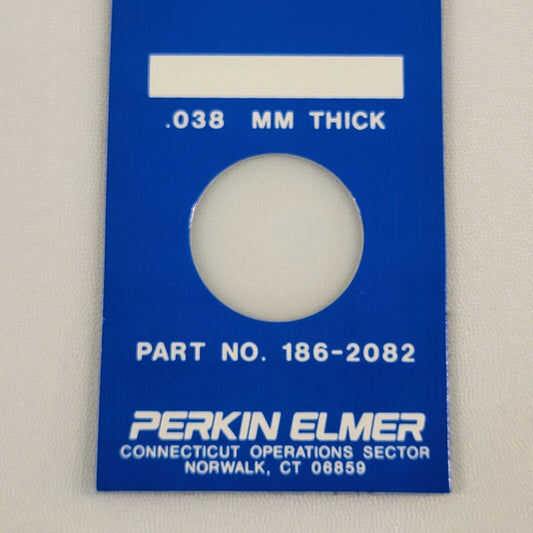 .038 MM THICK
PART NO. 186-2082
PERKIN ELMER
CONNECTICUT OPERATIONS SECTOR
NORWALK, CT 06859